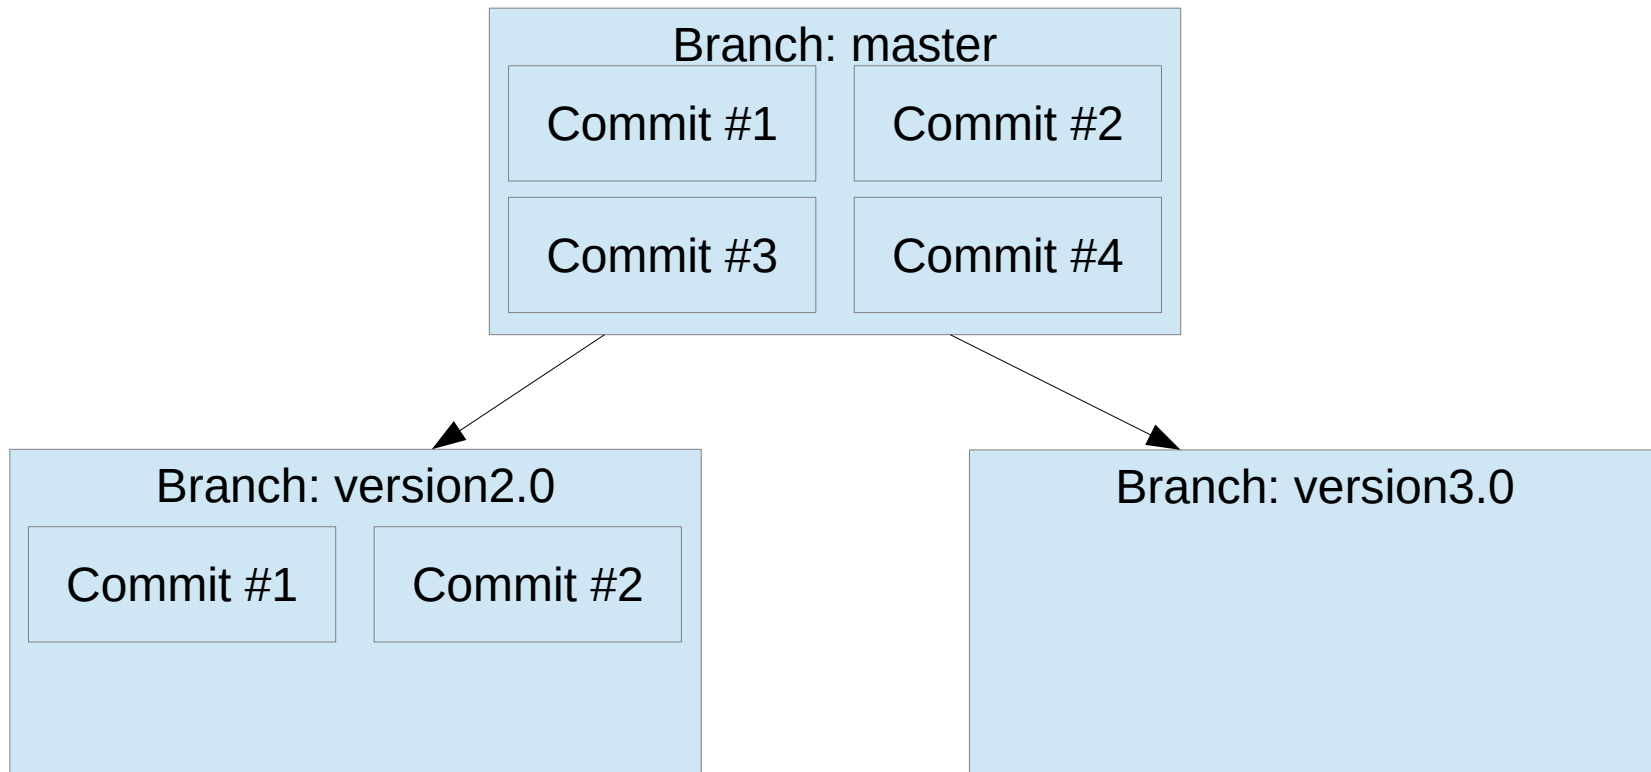 Branch: master
Commit #1
Commit #2
Commit #3
Commit #4
Branch: version2.0
Commit #1
Commit #2
Branch: version3.0